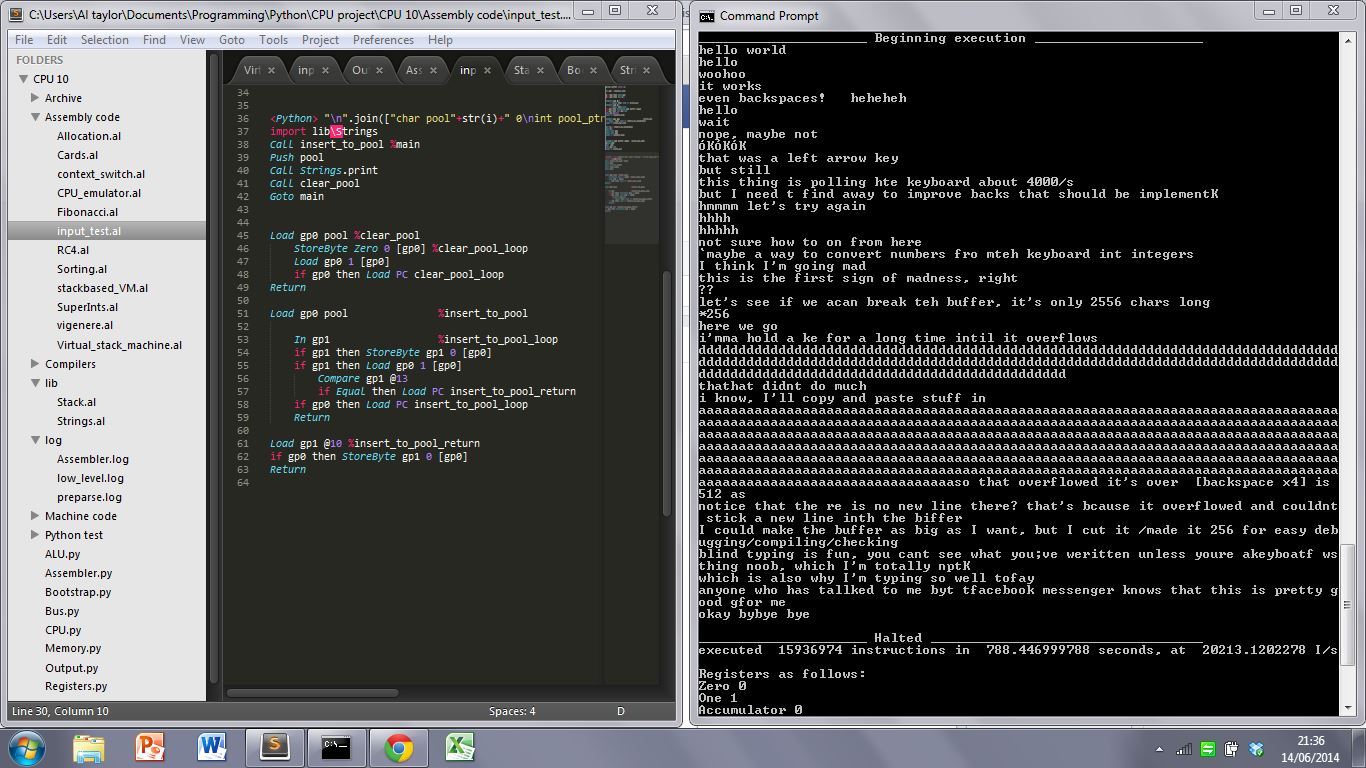 C:\Users\Al taylor\Documents\Programming\Python\CPU project\CPU 10\Assembly code\input_test....
File Edit Selection Find View Goto Tools Project Preferences Help
FOLDERS
CPU 10
Archive
Assembly code
Allocation.al
Cards.al
context_switch.al
CPU_emulator.al
Fibonacci.al
input_test.al
RC4.al
Sorting.al
stackbased_VM.al
SuperInts.al
vigenere.al
Virtual_stack_machine.al
Compilers
lib
Stack.al
Strings.al
log
Assembler.log
low_level.log
preparse.log
Machine code
Python test
ALU.py
Assembler.py
Bootstrap.py
Bus.py
CPU.py
Memory.py
Output.py
Registers.py
Virt × inp × Out × Ass × inp × Sta × Boo × Stri ×
34
35
36 <Python> "\n".join(["char pool"+str(i)+" 0\nint pool_ptr
37 import lib\Strings
38 Call insert_to_pool %main
39 Push pool
40 Call Strings.print
41 Call clear_pool
42 Goto main
43
44
45 Load gp0 pool %clear_pool
46 StoreByte Zero 0 [gp0] %clear_pool_loop
47 Load gp0 1 [gp0]
48 if gp0 then Load PC clear_pool_loop
49 Return
50
51 Load gp0 pool %insert_to_pool
52
53 In gp1 %insert_to_pool_loop
54 if gp1 then StoreByte gp1 0 [gp0]
55 if gp1 then Load gp0 1 [gp0]
56 Compare gp1 @13
57 if Equal then Load PC insert_to_pool_return
58 if gp0 then Load PC insert_to_pool_loop
59 Return
60
61 Load gp1 @10 %insert_to_pool_return
62 if gp0 then StoreByte gp1 0 [gp0]
63 Return
64
Line 30, Column 10 Spaces: 4 D
Command Prompt
Beginning execution
hello world
hello
woohoo
it works
even backspaces! heheheh
hello
wait
nope, maybe not
ÓKÓKÓK
that was a left arrow key
but still
this thing is polling hte keyboard about 4000/s
but I need t find away to improve backs that should be implementK
hmmmm let's try again
hhhh
hhhhh
not sure how to on from here
`maybe a way to convert numbers fro mteh keyboard int integers
I think I'm going mad
this is the first sign of madness, right
??
let's see if we acan break teh buffer, it's only 2556 chars long
*256
here we go
i'mma hold a ke for a long time intil it overflows
thathat didnt do much
i know, I'll copy and paste stuff in
so that overflowed it's over [backspace x4] is
512 as
notice that the re is no new line there? that's bcause it overflowed and couldnt
stick a new line inth the biffer
I could make the buffer as big as I want, but I cut it /made it 256 for easy deb
ugging/compiling/checking
blind typing is fun, you cant see what you;ve veritten unless youre akeyboatf ws
thing noob, which I'm totally nptK
which is also why I'm typing so well tofay
anyone who has tallked to me byt tfacebook messenger knows that this is pretty g
ood gfor me
okay bybye bye
Halted
executed 15936974 instructions in 788.446999788 seconds, at 20213.1202278 I/s
Registers as follows:
Zero 0
One 1
Accumulator 0
21:36
14/06/2014